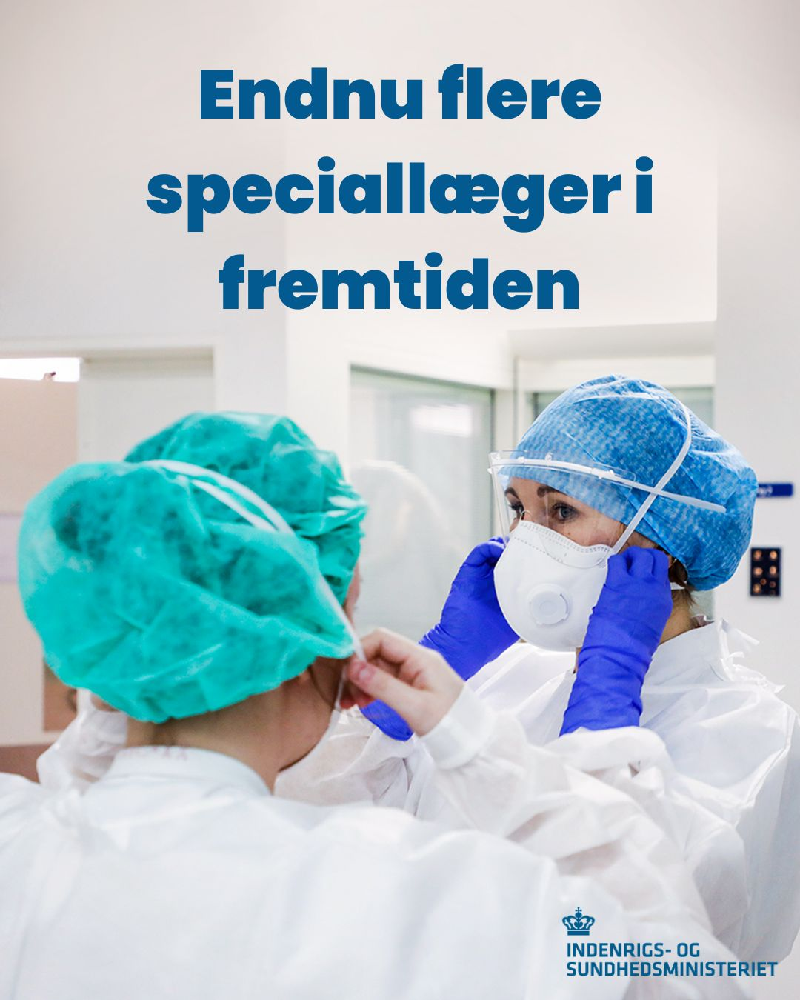 Endnu flere
speciallæger i
fremtiden
INDENRIGS- OG
SUNDHEDSMINISTERIET